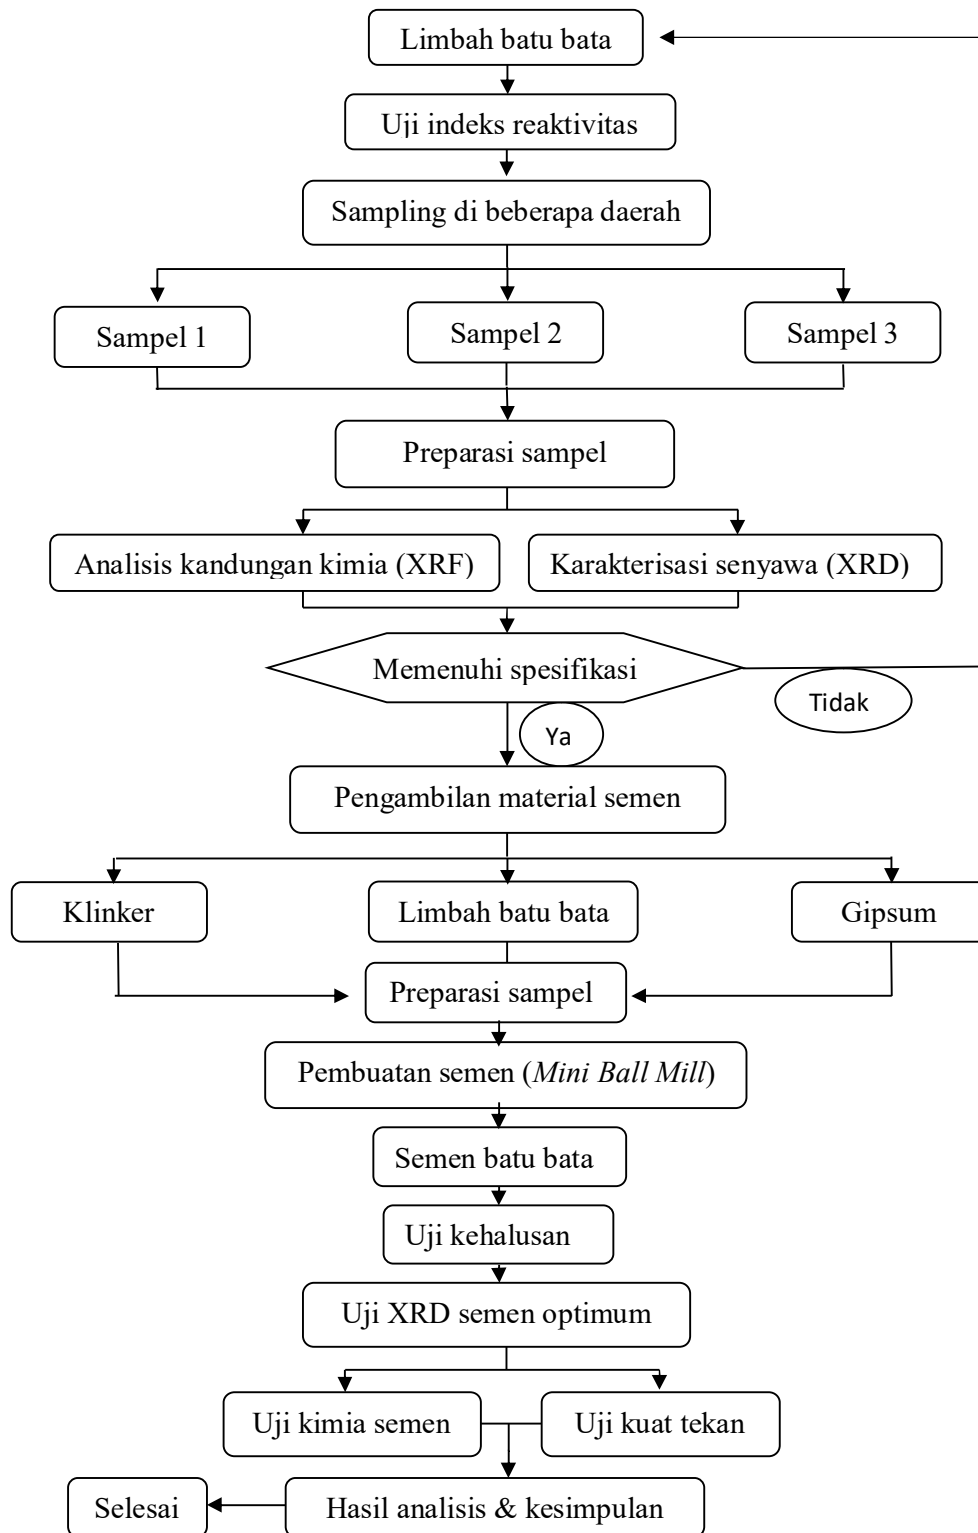 Limbah batu bata
Uji indeks reaktivitas
Sampling di beberapa daerah
Sampel 1
Sampel 2
Sampel 3
Preparasi sampel
Analisis kandungan kimia (XRF)
Karakterisasi senyawa (XRD)
Memenuhi spesifikasi
Tidak
Ya
Pengambilan material semen
Klinker
Limbah batu bata
Gipsum
Preparasi sampel
Pembuatan semen (Mini Ball Mill)
Semen batu bata
Uji kehalusan
Uji XRD semen optimum
Uji kimia semen
Uji kuat tekan
Selesai
Hasil analisis & kesimpulan